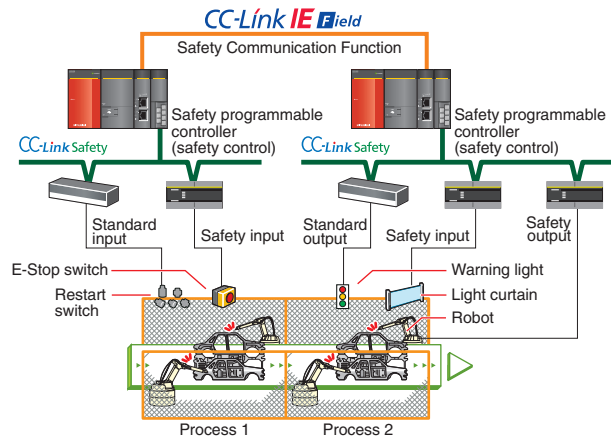 CC-Link IE Field
Safety Communication Function
Safety programmable
controller
(safety control)
Safety programmable
controller
(safety control)
CC-Link Safety
CC-Link Safety
Standard
input
Safety input
Standard
output
Safety input
Safety
output
E-Stop switch
Restart
switch
Warning light
Light curtain
Robot
Process 1
Process 2